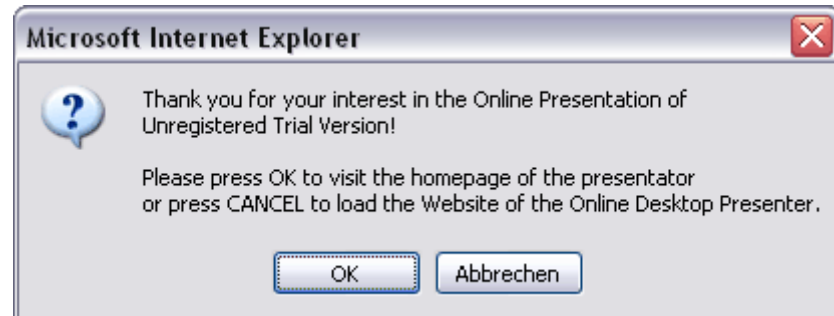 Microsoft Internet Explorer
Thank you for your interest in the Online Presentation of
Unregistered Trial Version!
Please press OK to visit the homepage of the presentator
or press CANCEL to load the Website of the Online Desktop Presenter.
OK
Abbrechen